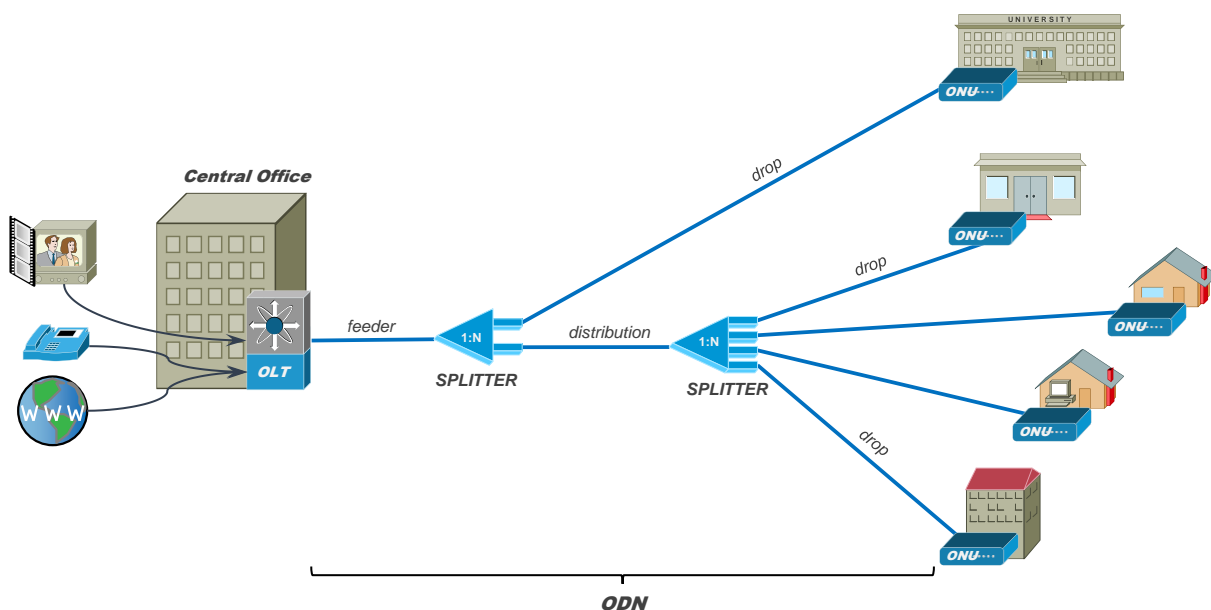 UNIVERSITY
ONU
drop
Central Office
ONU
drop
feeder
1:N
distribution
1:N
ONU
OLT
SPLITTER
SPLITTER
WWW
ONU
drop
ONU
ODN